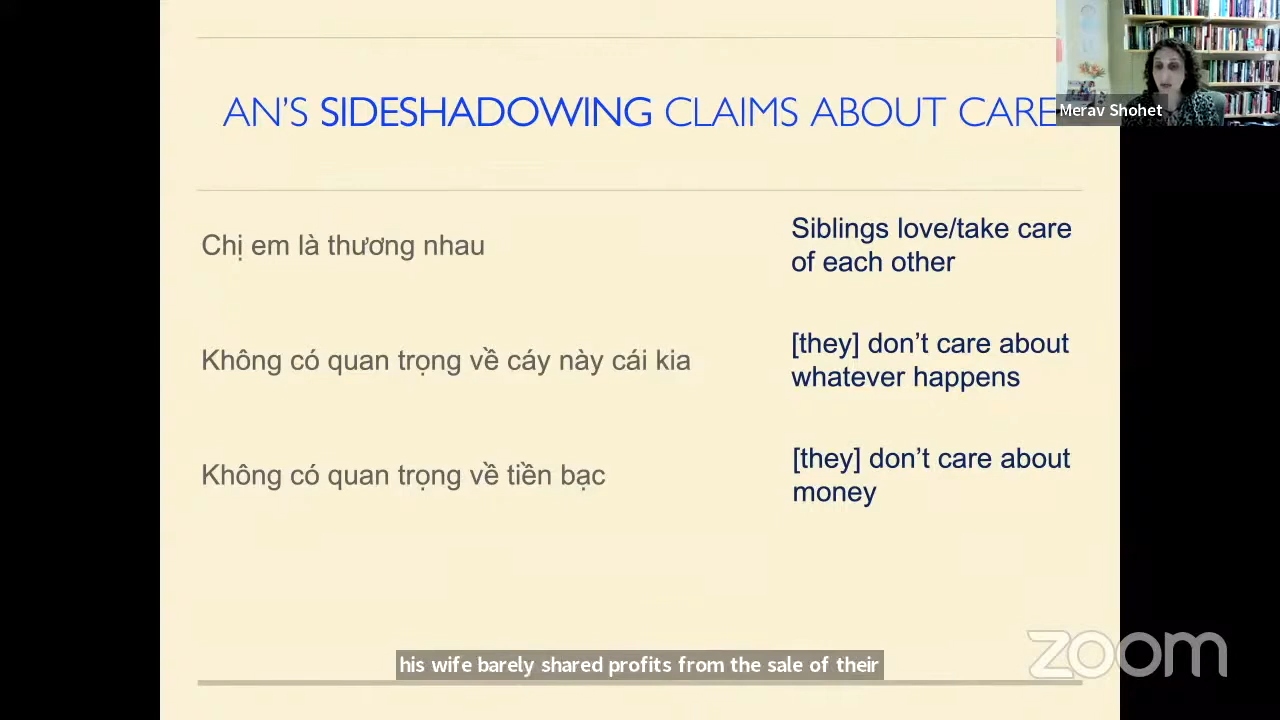 AN'S SIDESHADOWING CLAIMS ABOUT CARE
Merav Shohet
Chị em là thương nhau
Siblings love/take care
of each other
Không có quan trọng về cáy này cái kia
[they] don't care about
whatever happens
Không có quan trọng về tiền bạc
[they] don't care about
money
his wife barely shared profits from the sale of their
zoom